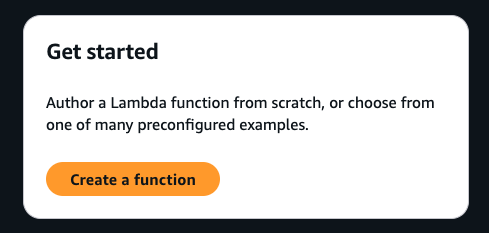 Get started
Author a Lambda function from scratch, or choose from
one of many preconfigured examples.
Create a function